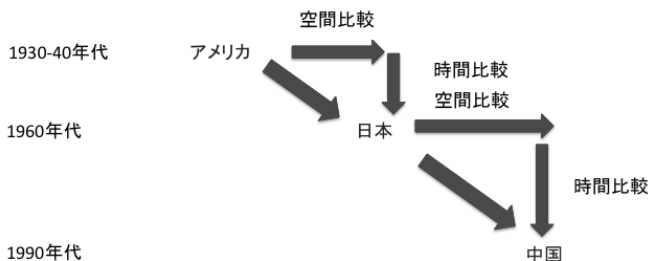 空間比較
1930-40年代
アメリカ
時間比較
空間比較
1960年代
日本
時間比較
1990年代
中国